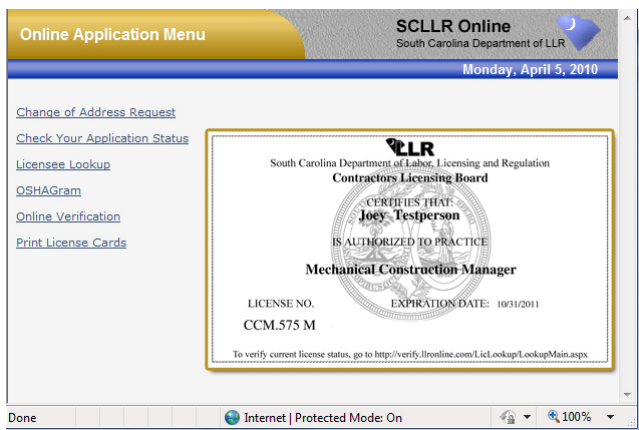 Online Application Menu
SCLLR Online
South Carolina Department of LLR
Monday, April 5, 2010
Change of Address Request
Check Your Application Status
Licensee Lookup
OSHAGram
Online Verification
Print License Cards
LLR
South Carolina Department of Labor, Licensing and Regulation
Contractors Licensing Board
CERTIFIES THAT:
Joey Testperson
IS AUTHORIZED TO PRACTICE
Mechanical Construction Manager
LICENSE NO. EXPIRATION DATE: 10/31/2011
CCM.575 M
To verify current license status, go to http://verify.llronline.com/LicLookup/LookupMain.aspx
Done Internet | Protected Mode: On 100%